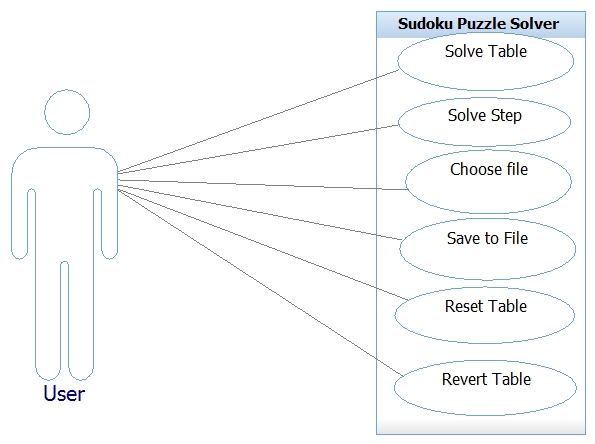 Sudoku Puzzle Solver
Solve Table
Solve Step
Choose file
Save to File
Reset Table
Revert Table
User